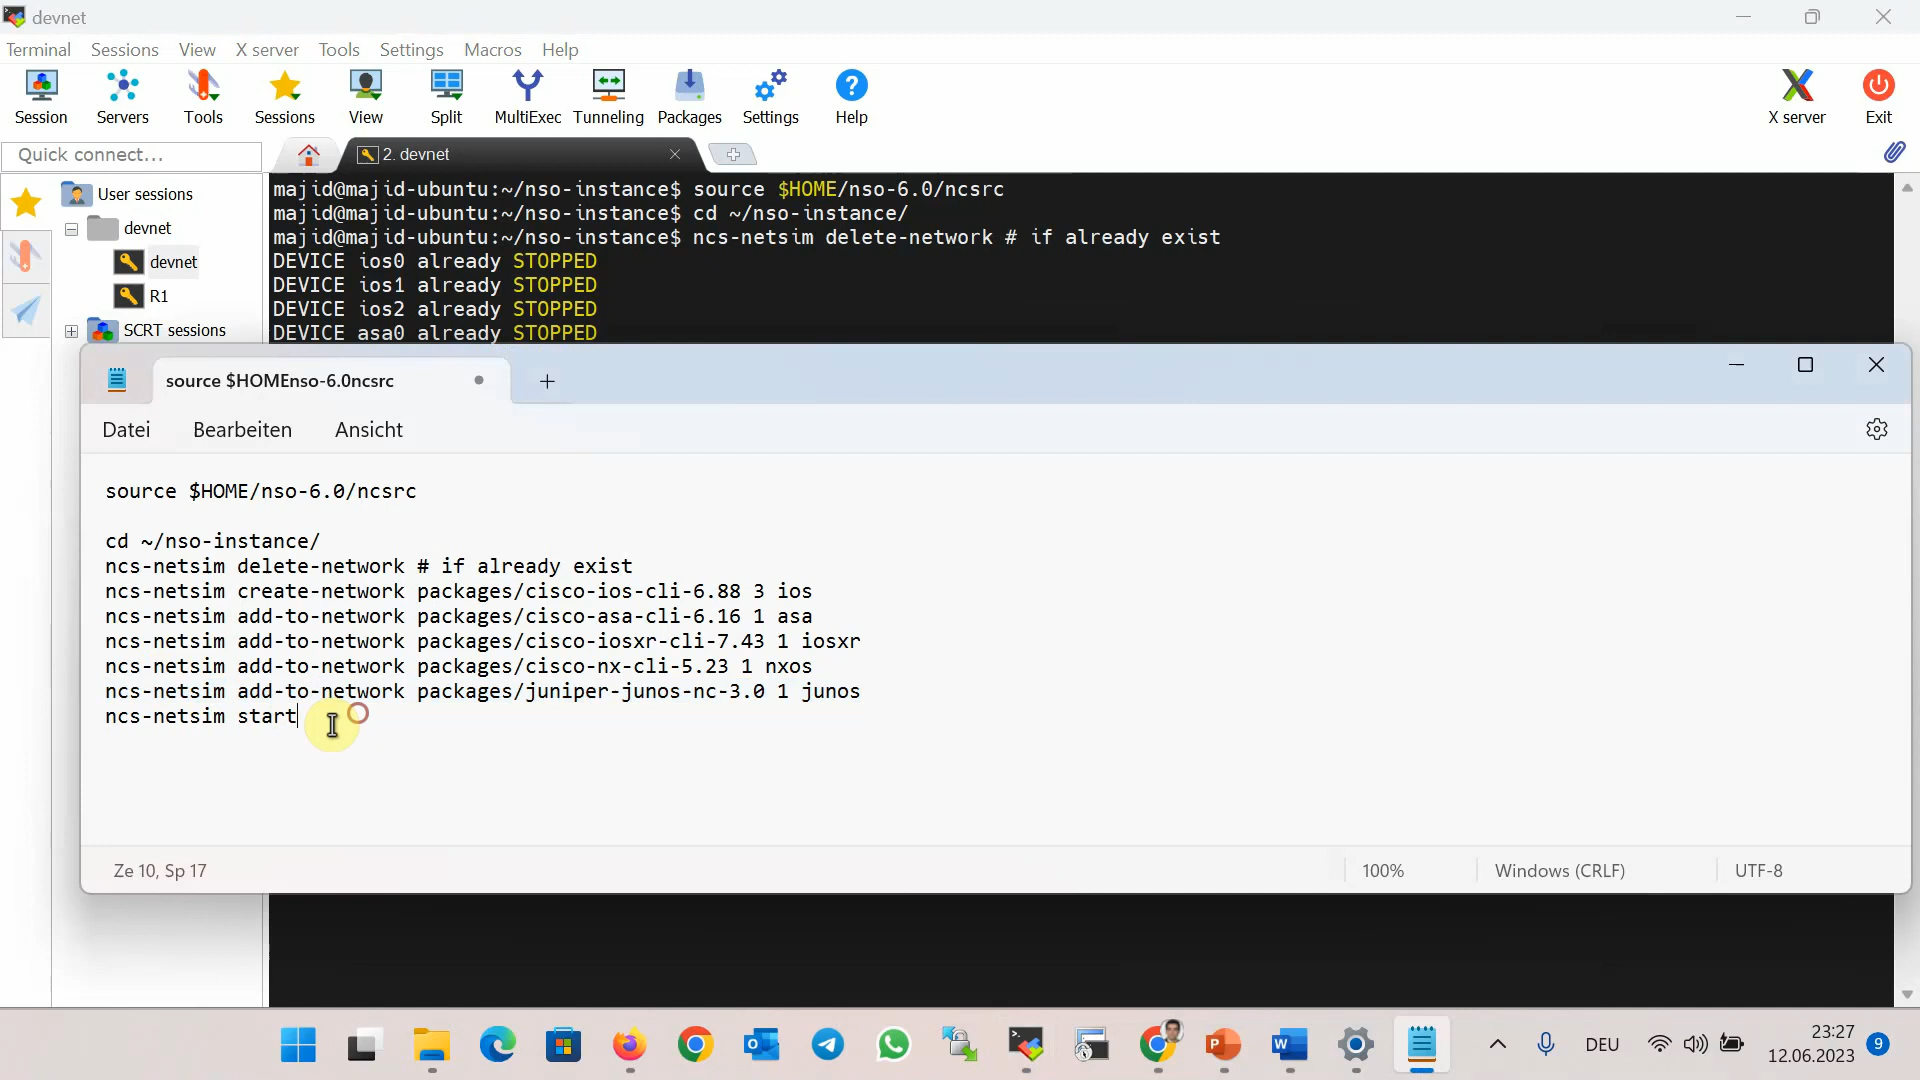 devnet
Terminal Sessions View X server Tools Settings Macros Help
Session Servers Tools Sessions View Split MultiExec Tunneling Packages Settings Help X server Exit
Quick connect...
2. devnet
User sessions
devnet
devnet
R1
SCRT sessions
majid@majid-ubuntu:~/nso-instance$ source $HOME/nso-6.0/ncsrc
majid@majid-ubuntu:~/nso-instance$ cd ~/nso-instance/
majid@majid-ubuntu:~/nso-instance$ ncs-netsim delete-network # if already exist
DEVICE ios0 already STOPPED
DEVICE ios1 already STOPPED
DEVICE ios2 already STOPPED
DEVICE asa0 already STOPPED
source $HOMEnso-6.0ncsrc
Datei Bearbeiten Ansicht
source $HOME/nso-6.0/ncsrc
cd ~/nso-instance/
ncs-netsim delete-network # if already exist
ncs-netsim create-network packages/cisco-ios-cli-6.88 3 ios
ncs-netsim add-to-network packages/cisco-asa-cli-6.16 1 asa
ncs-netsim add-to-network packages/cisco-iosxr-cli-7.43 1 iosxr
ncs-netsim add-to-network packages/cisco-nx-cli-5.23 1 nxos
ncs-netsim add-to-network packages/juniper-junos-nc-3.0 1 junos
ncs-netsim start
Ze 10, Sp 17 100% Windows (CRLF) UTF-8
DEU
23:27
12.06.2023
9